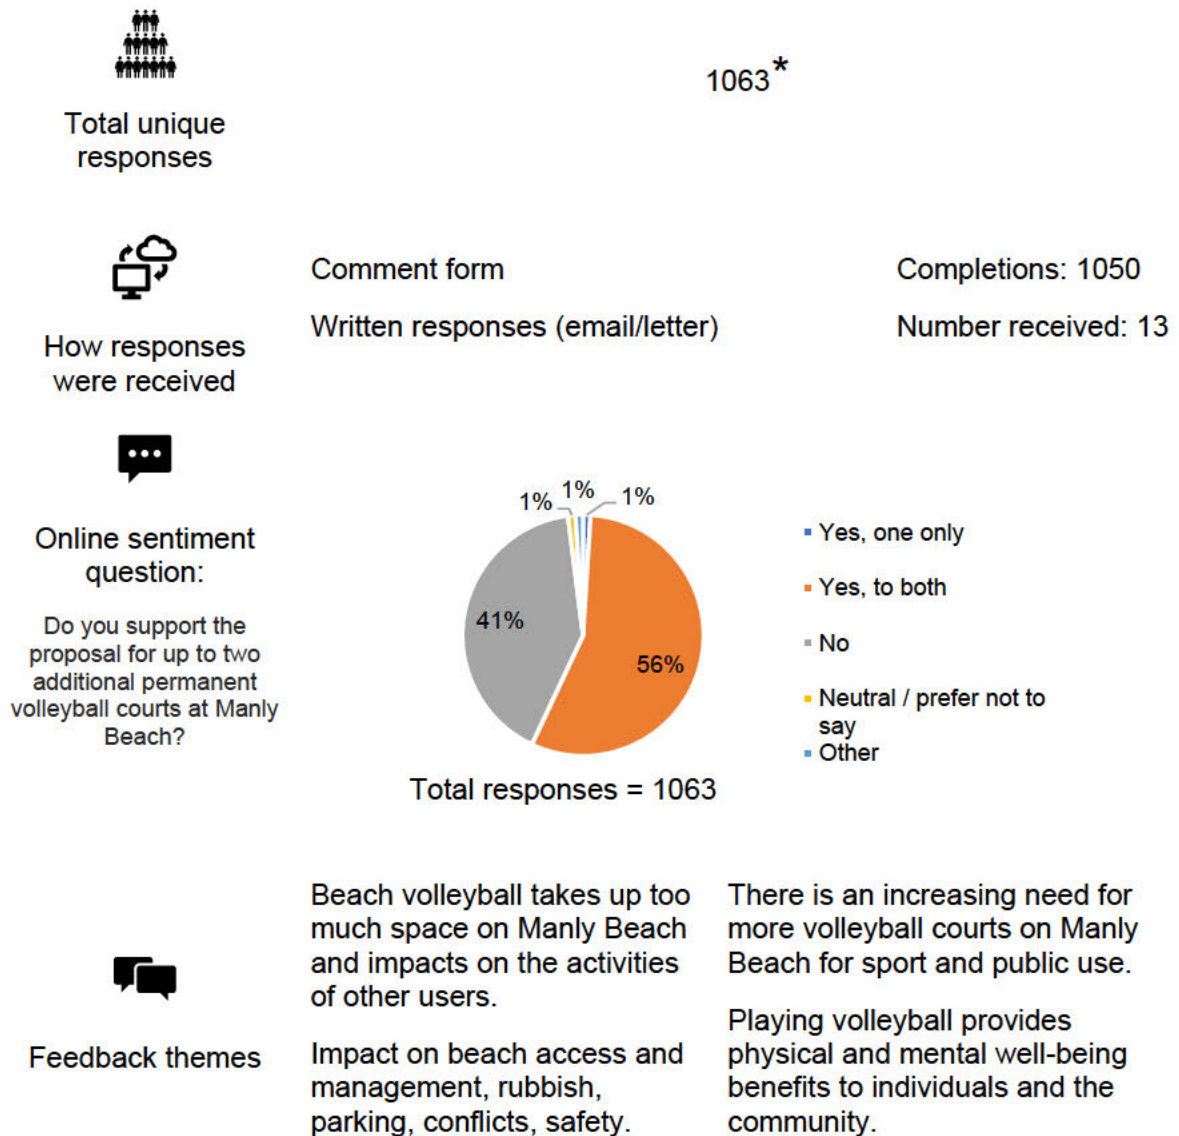 Total unique
responses
1063*
How responses
were received
Comment form
Completions: 1050
Written responses (email/letter)
Number received: 13
Online sentiment
question:
Do you support the
proposal for up to two
additional permanent
volleyball courts at Manly
Beach?
1%
1%
1%
41%
56%
Yes, one only
Yes, to both
No
Neutral / prefer not to
say
Other
Total responses = 1063
Feedback themes
Beach volleyball takes up too
much space on Manly Beach
and impacts on the activities
of other users.
Impact on beach access and
management, rubbish,
parking, conflicts, safety.
There is an increasing need for
more volleyball courts on Manly
Beach for sport and public use.
Playing volleyball provides
physical and mental well-being
benefits to individuals and the
community.